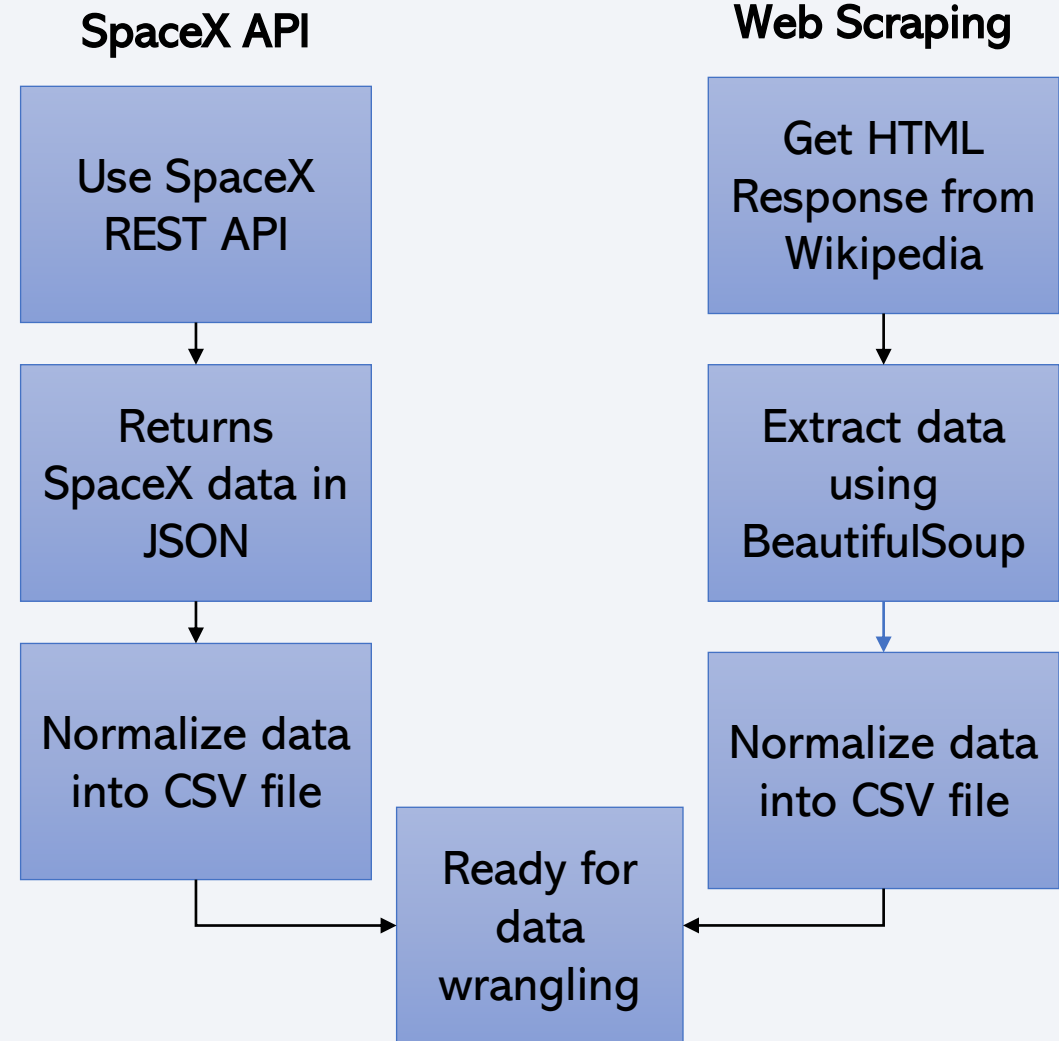 SpaceX API
Use SpaceX
REST API
Returns
SpaceX data in
JSON
Normalize data
into CSV file
Web Scraping
Get HTML
Response from
Wikipedia
Extract data
using
BeautifulSoup
Normalize data
into CSV file
Ready for
data
wrangling